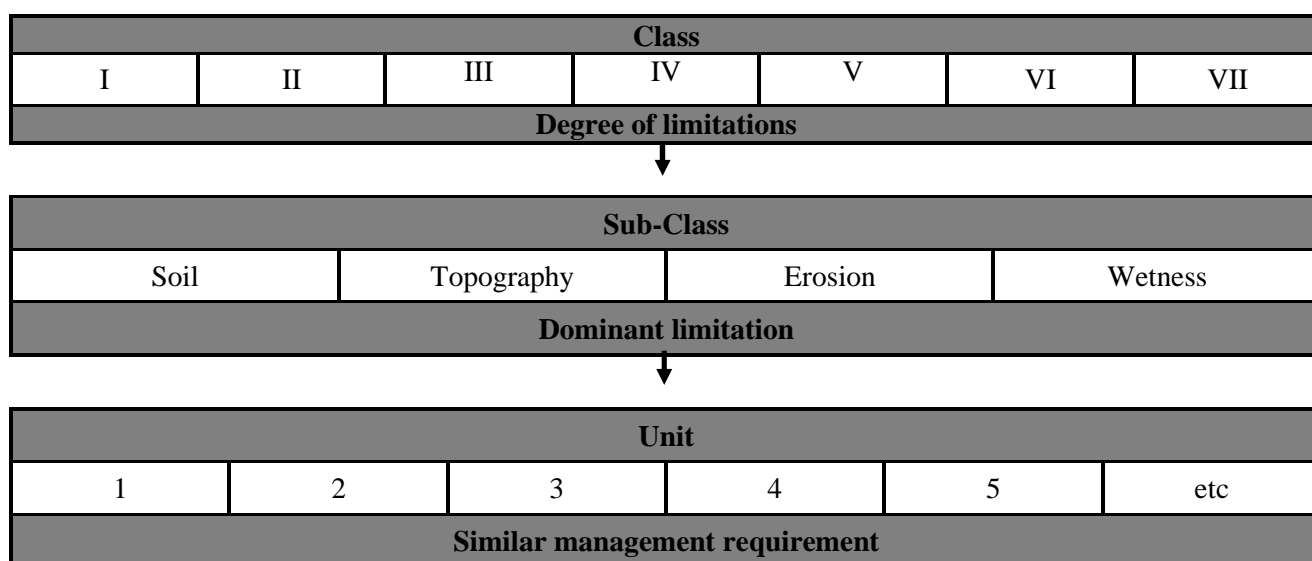 Class
I II III IV V VI VII
Degree of limitations
Sub-Class
Soil Topography Erosion Wetness
Dominant limitation
Unit
1 2 3 4 5 etc
Similar management requirement